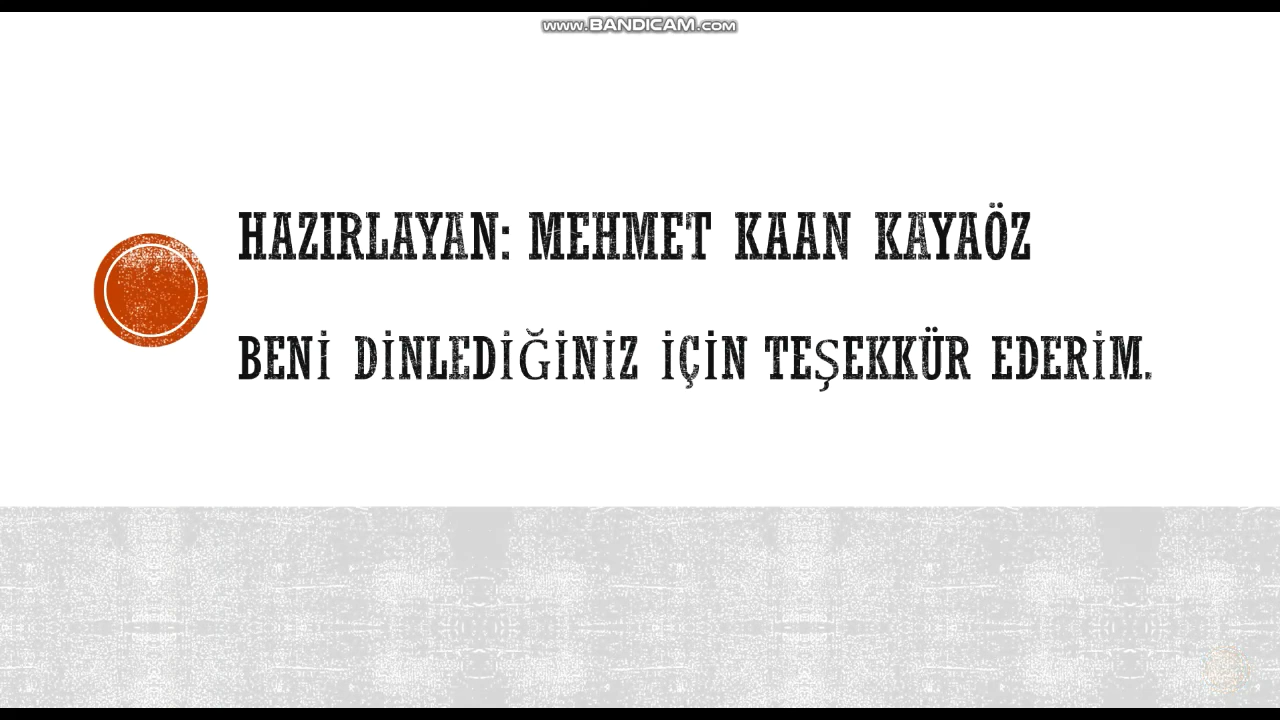 www.BANDICAM.com
HAZIRLAYAN: MEHMET KAAN KAYAÖZ
BENİ DİNLEDİĞİNİZ İÇİN TEŞEKKÜR EDERİM.